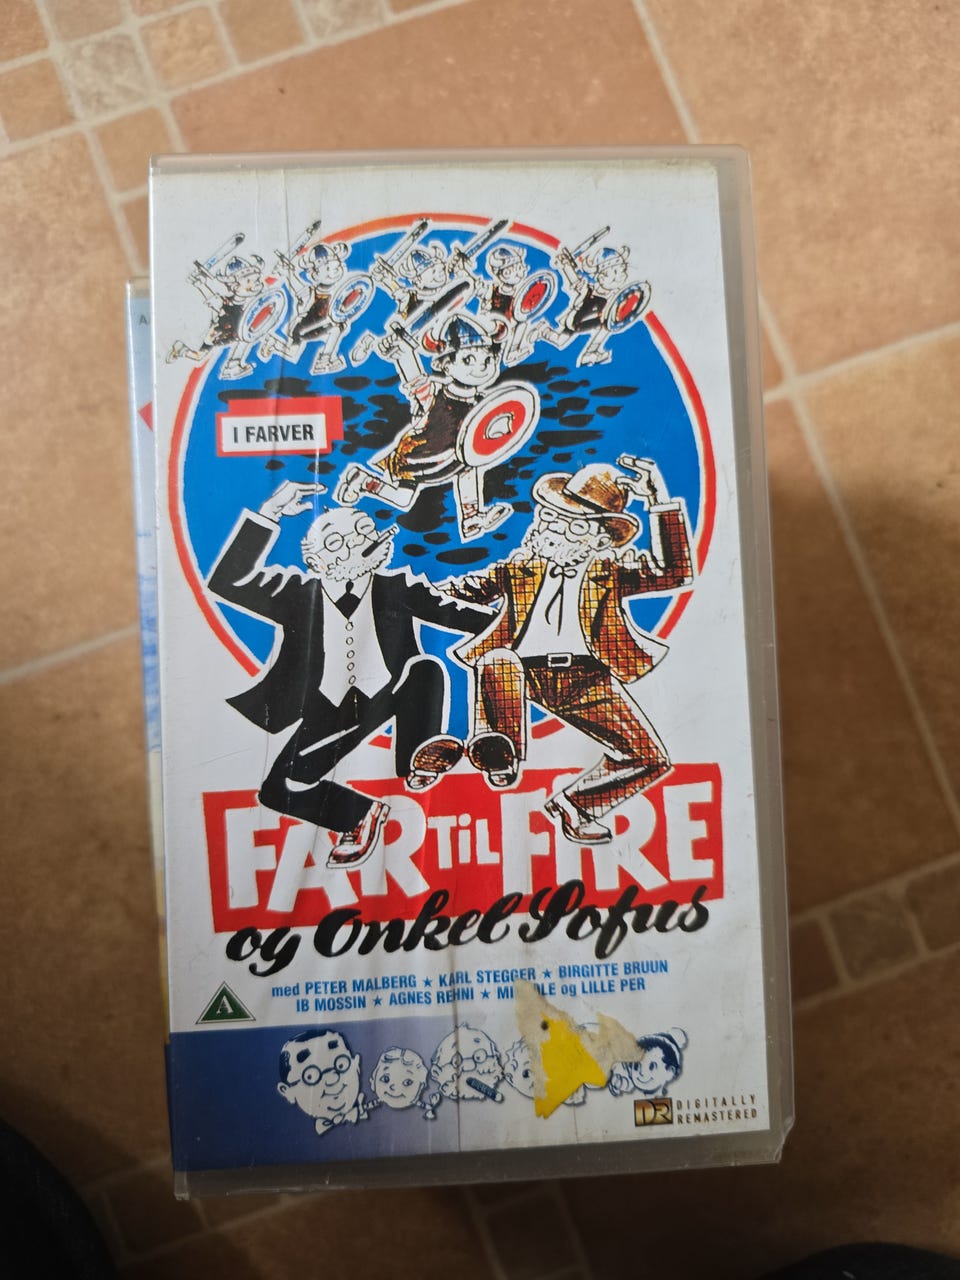 A
I FARVER
FAR TiL FIRE
og Onkel Sofus
med PETER MALBERG ★ KARL STEGGER ★ BIRGITTE BRUUN
IB MOSSIN ★ AGNES REHNI ★ og LILLE PER
A
DR DIGITALLY
REMASTERED